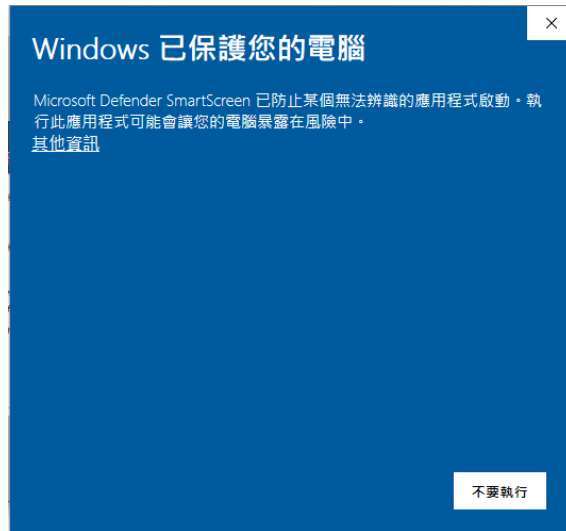 Windows 已保護您的電腦
Microsoft Defender SmartScreen 已防止某個無法辨識的應用程式啟動。執
行此應用程式可能會讓您的電腦暴露在風險中。
其他資訊
不要執行